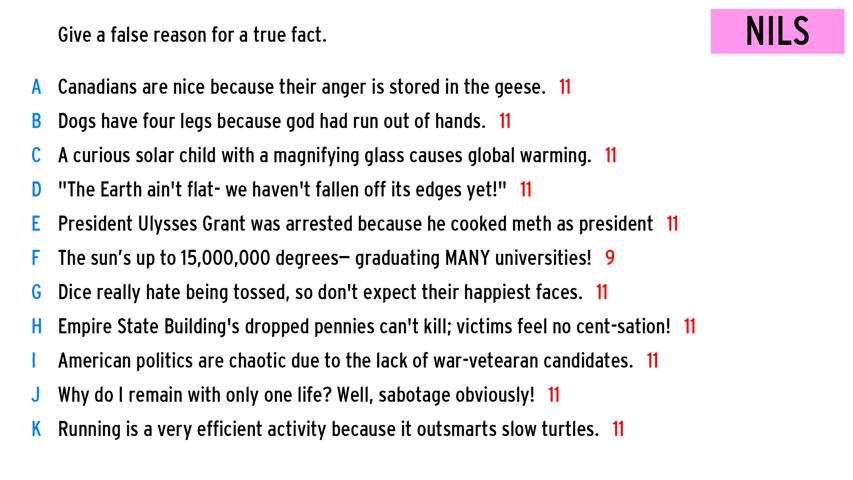 Give a false reason for a true fact.
NILS
A Canadians are nice because their anger is stored in the geese. 11
B Dogs have four legs because god had run out of hands. 11
C A curious solar child with a magnifying glass causes global warming. 11
D "The Earth ain't flat- we haven't fallen off its edges yet!" 11
E President Ulysses Grant was arrested because he cooked meth as president 11
F The sun’s up to 15,000,000 degrees— graduating MANY universities! 9
G Dice really hate being tossed, so don't expect their happiest faces. 11
H Empire State Building's dropped pennies can't kill; victims feel no cent-sation! 11
I American politics are chaotic due to the lack of war-vetearan candidates. 11
J Why do I remain with only one life? Well, sabotage obviously! 11
K Running is a very efficient activity because it outsmarts slow turtles. 11